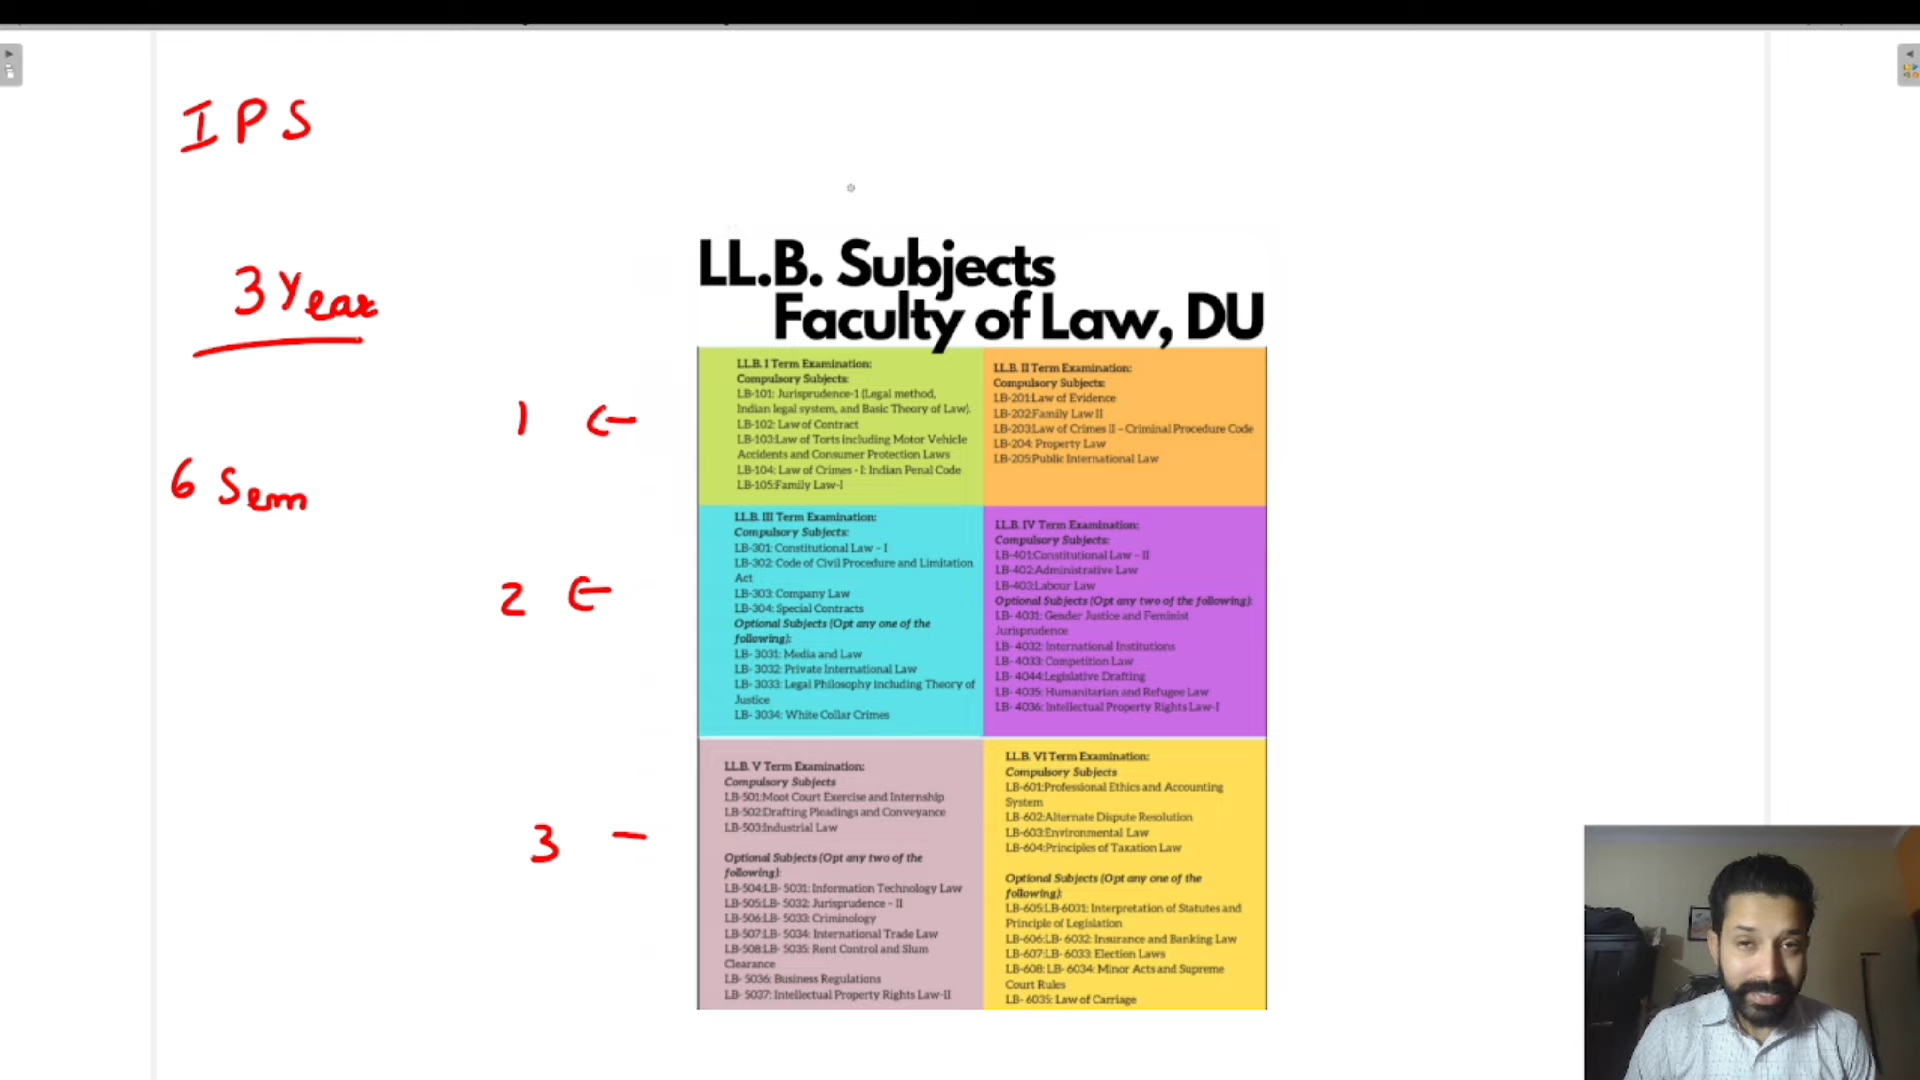 IPS
3 Year
6 Sem
1 ←
2 ←
3 -
LL.B. Subjects
Faculty of Law, DU
LL.B. I Term Examination:
Compulsory Subjects:
LB-101: Jurisprudence-1 (Legal method,
Indian legal system, and Basic Theory of Law).
LB-102: Law of Contract
LB-103:Law of Torts including Motor Vehicle
Accidents and Consumer Protection Laws
LB-104: Law of Crimes - I: Indian Penal Code
LB-105:Family Law-I
LL.B. II Term Examination:
Compulsory Subjects:
LB-201:Law of Evidence
LB-202:Family Law II
LB-203:Law of Crimes II – Criminal Procedure Code
LB-204: Property Law
LB-205:Public International Law
LL.B. III Term Examination:
Compulsory Subjects:
LB-301: Constitutional Law – I
LB-302: Code of Civil Procedure and Limitation
Act
LB-303: Company Law
LB-304: Special Contracts
Optional Subjects (Opt any one of the
following):
LB- 3031: Media and Law
LB- 3032: Private International Law
LB- 3033: Legal Philosophy including Theory of
Justice
LB- 3034: White Collar Crimes
LL.B. IV Term Examination:
Compulsory Subjects:
LB-401:Constitutional Law – II
LB-402:Administrative Law
LB-403:Labour Law
Optional Subjects (Opt any two of the following):
LB- 4031: Gender Justice and Feminist
Jurisprudence
LB- 4032: International Institutions
LB- 4033: Competition Law
LB- 4044:Legislative Drafting
LB- 4035: Humanitarian and Refugee Law
LB- 4036: Intellectual Property Rights Law-I
LL.B. V Term Examination:
Compulsory Subjects
LB-501:Moot Court Exercise and Internship
LB-502:Drafting Pleadings and Conveyance
LB-503:Industrial Law
Optional Subjects (Opt any two of the
following):
LB-504:LB- 5031: Information Technology Law
LB-505:LB- 5032: Jurisprudence – II
LB-506:LB- 5033: Criminology
LB-507:LB- 5034: International Trade Law
LB-508:LB- 5035: Rent Control and Slum
Clearance
LB- 5036: Business Regulations
LB- 5037: Intellectual Property Rights Law-II
LL.B. VI Term Examination:
Compulsory Subjects
LB-601:Professional Ethics and Accounting
System
LB-602:Alternate Dispute Resolution
LB-603:Environmental Law
LB-604:Principles of Taxation Law
Optional Subjects (Opt any one of the
following):
LB-605:LB-6031: Interpretation of Statutes and
Principle of Legislation
LB-606:LB- 6032: Insurance and Banking Law
LB-607:LB- 6033: Election Laws
LB-608: LB- 6034: Minor Acts and Supreme
Court Rules
LB- 6035: Law of Carriage